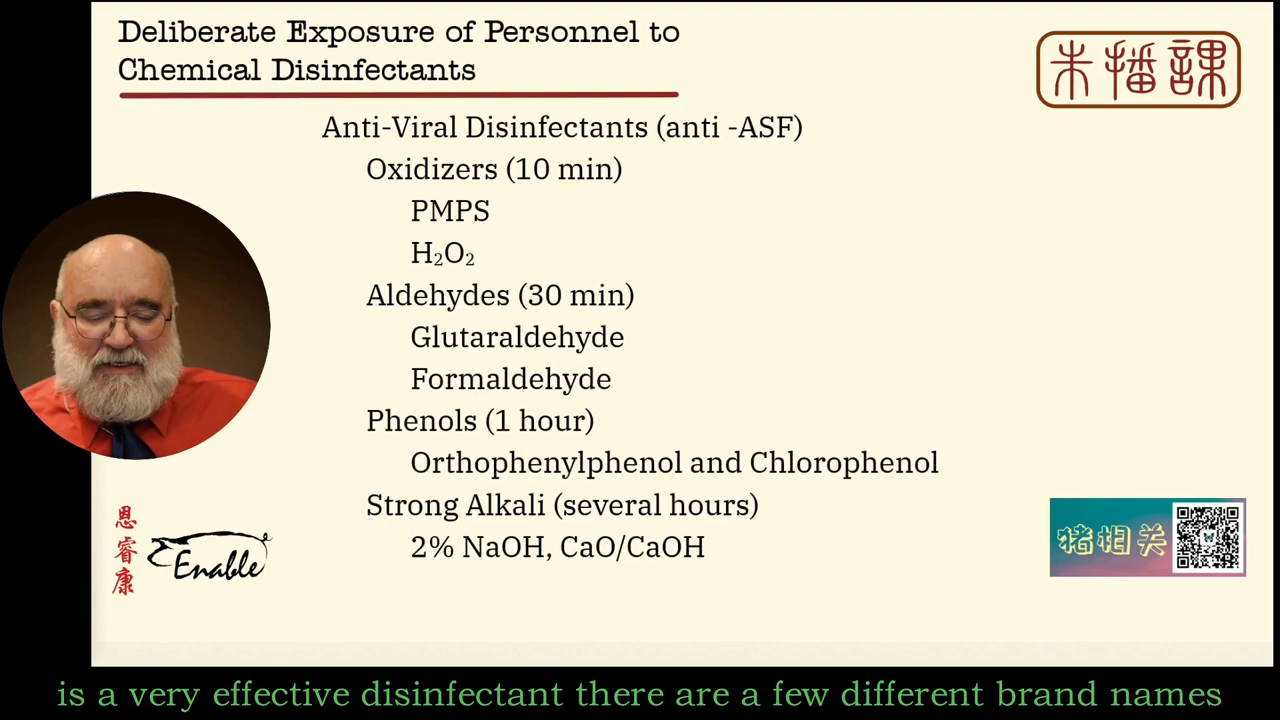 Deliberate Exposure of Personnel to
Chemical Disinfectants
未播課
Anti-Viral Disinfectants (anti -ASF)
Oxidizers (10 min)
PMPS
H₂O₂
Aldehydes (30 min)
Glutaraldehyde
Formaldehyde
Phenols (1 hour)
Orthophenylphenol and Chlorophenol
Strong Alkali (several hours)
2% NaOH, CaO/CaOH
恩睿康
Enable
猪相关
is a very effective disinfectant there are a few different brand names